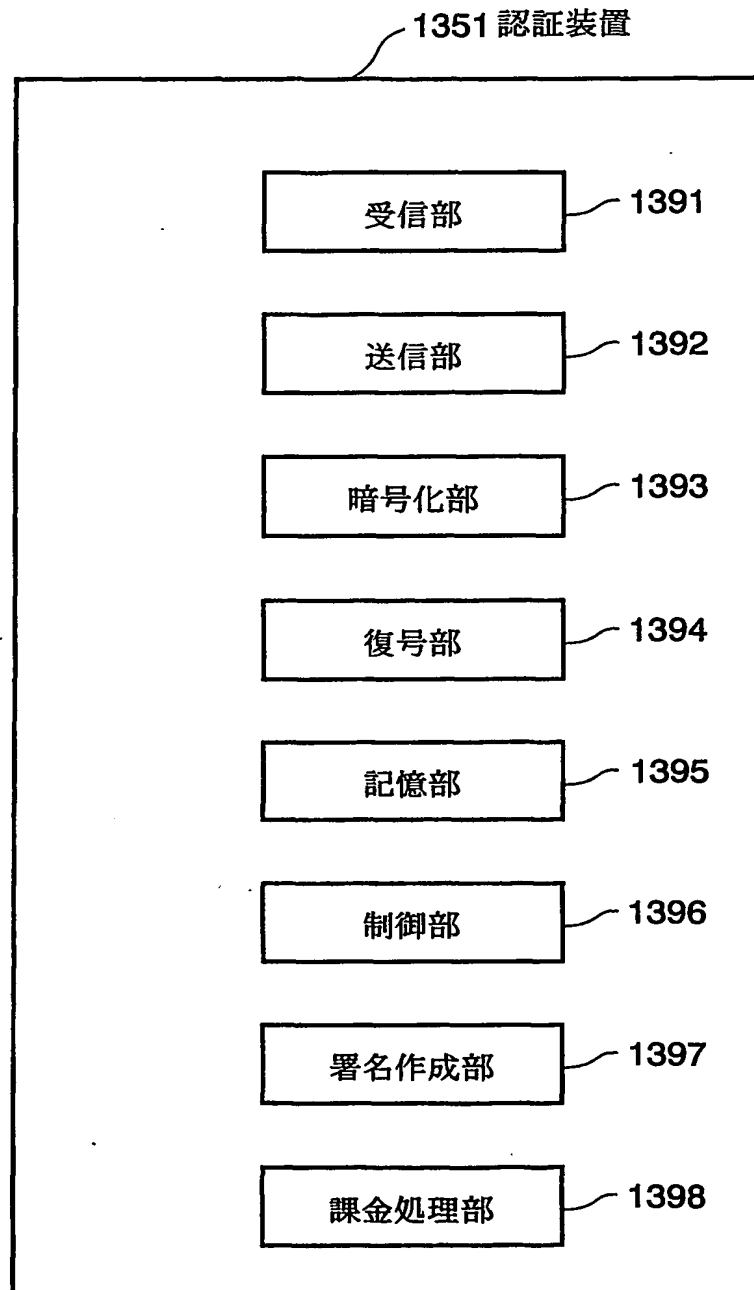 1351 認証装置
受信部 1391
送信部 1392
暗号化部 1393
復号部 1394
記憶部 1395
制御部 1396
署名作成部 1397
課金処理部 1398